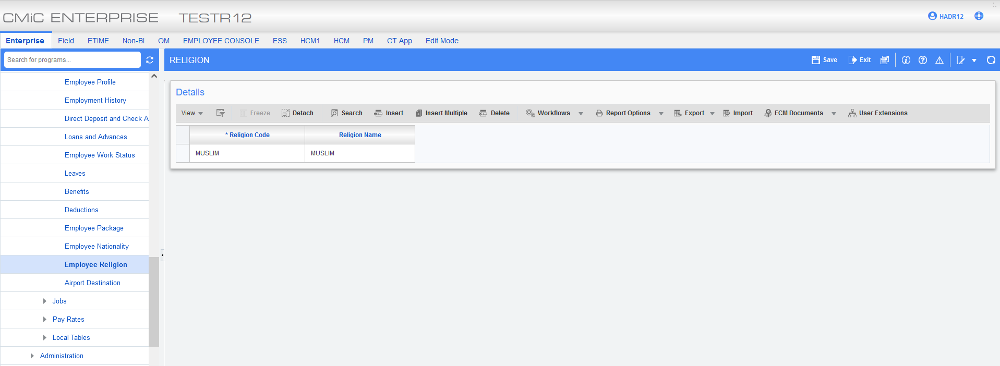 CMiC ENTERPRISE TESTR12
HADR12
Enterprise Field ETIME Non-BI OM EMPLOYEE CONSOLE ESS HCM1 HCM PM CT App Edit Mode
Search for programs...
RELIGION
Save Exit
Employee Profile
Employment History
Direct Deposit and Check A
Loans and Advances
Employee Work Status
Leaves
Benefits
Deductions
Employee Package
Employee Nationality
Employee Religion
Airport Destination
Jobs
Pay Rates
Local Tables
Administration
Details
View Freeze Detach Search Insert Insert Multiple Delete Workflows Report Options Export Import ECM Documents User Extensions
* Religion Code Religion Name
MUSLIM MUSLIM